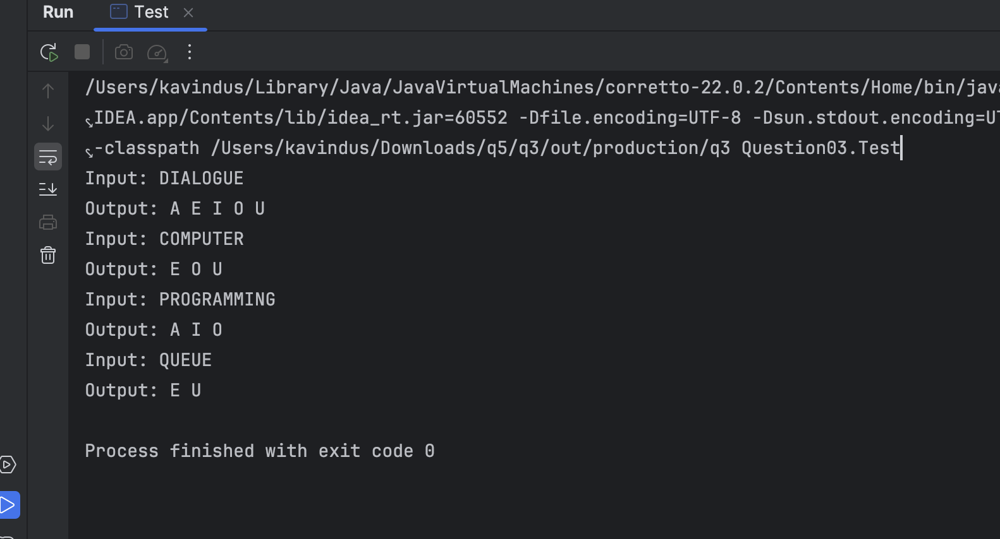 Run Test
/Users/kavindus/Library/Java/JavaVirtualMachines/corretto-22.0.2/Contents/Home/bin/java
IDEA.app/Contents/lib/idea_rt.jar=60552 -Dfile.encoding=UTF-8 -Dsun.stdout.encoding=UT
-classpath /Users/kavindus/Downloads/q5/q3/out/production/q3 Question03.Test
Input: DIALOGUE
Output: A E I O U
Input: COMPUTER
Output: E O U
Input: PROGRAMMING
Output: A I O
Input: QUEUE
Output: E U
Process finished with exit code 0